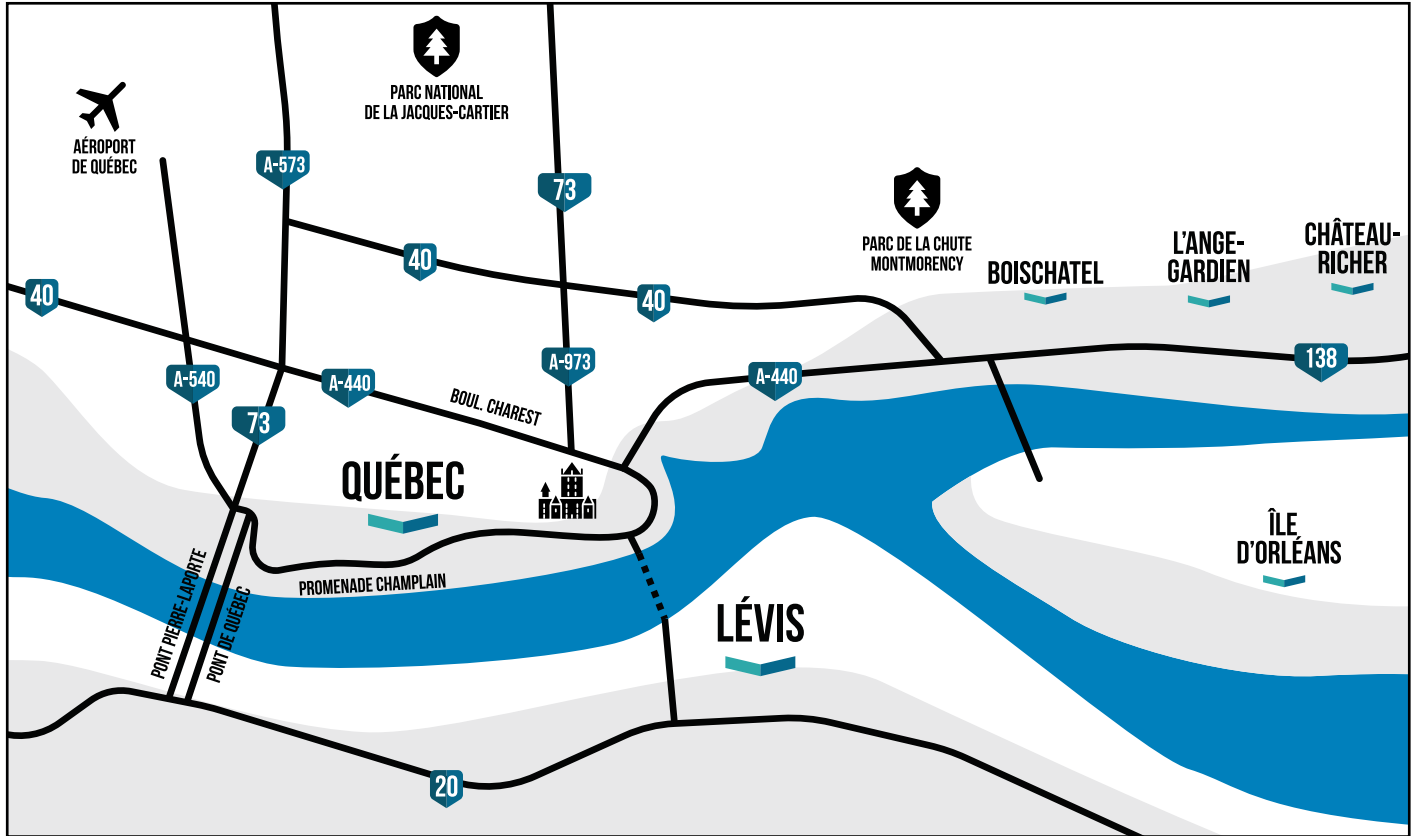 PARC NATIONAL
DE LA JACQUES-CARTIER
AÉROPORT
DE QUÉBEC
A-573
73
PARC DE LA CHUTE
MONTMORENCY
BOISCHATEL
L'ANGE-
GARDIEN
CHÂTEAU-
RICHER
40
40
40
138
A-540
A-440
A-973
A-440
BOUL. CHAREST
73
QUÉBEC
ÎLE
D'ORLÉANS
PROMENADE CHAMPLAIN
PONT PIERRE-LAPORTE
PONT DE QUÉBEC
LÉVIS
20